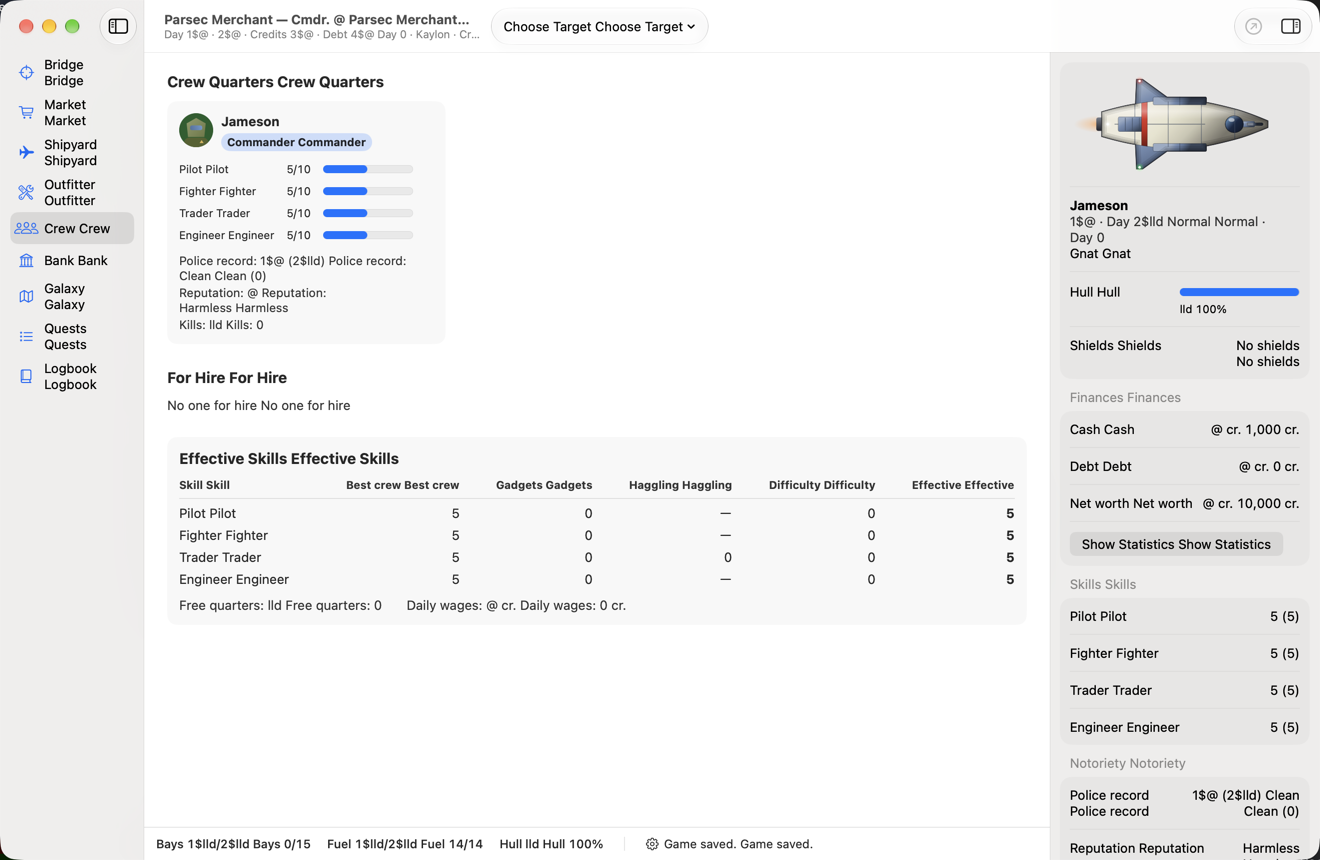 Parsec Merchant — Cmdr. @ Parsec Merchant...
Day 1$@ · 2$@ · Credits 3$@ · Debt 4$@ Day 0 · Kaylon · Cr...
Choose Target Choose Target
Bridge
Bridge
Market
Market
Shipyard
Shipyard
Outfitter
Outfitter
Crew Crew
Bank Bank
Galaxy
Galaxy
Quests
Quests
Logbook
Logbook
Crew Quarters Crew Quarters
Jameson
Commander Commander
Pilot Pilot 5/10
Fighter Fighter 5/10
Trader Trader 5/10
Engineer Engineer 5/10
Police record: 1$@ (2$lld) Police record:
Clean Clean (0)
Reputation: @ Reputation:
Harmless Harmless
Kills: lld Kills: 0
For Hire For Hire
No one for hire No one for hire
Effective Skills Effective Skills
Skill Skill Best crew Best crew Gadgets Gadgets Haggling Haggling Difficulty Difficulty Effective Effective
Pilot Pilot 5 0 — 0 5
Fighter Fighter 5 0 — 0 5
Trader Trader 5 0 0 0 5
Engineer Engineer 5 0 — 0 5
Free quarters: lld Free quarters: 0 Daily wages: @ cr. Daily wages: 0 cr.
Bays 1$lld/2$lld Bays 0/15 Fuel 1$lld/2$lld Fuel 14/14 Hull lld Hull 100% Game saved. Game saved.
Jameson
1$@ · Day 2$lld Normal Normal ·
Day 0
Gnat Gnat
Hull Hull
lld 100%
Shields Shields No shields
No shields
Finances Finances
Cash Cash @ cr. 1,000 cr.
Debt Debt @ cr. 0 cr.
Net worth Net worth @ cr. 10,000 cr.
Show Statistics Show Statistics
Skills Skills
Pilot Pilot 5 (5)
Fighter Fighter 5 (5)
Trader Trader 5 (5)
Engineer Engineer 5 (5)
Notoriety Notoriety
Police record 1$@ (2$lld) Clean
Police record Clean (0)
Reputation Reputation Harmless